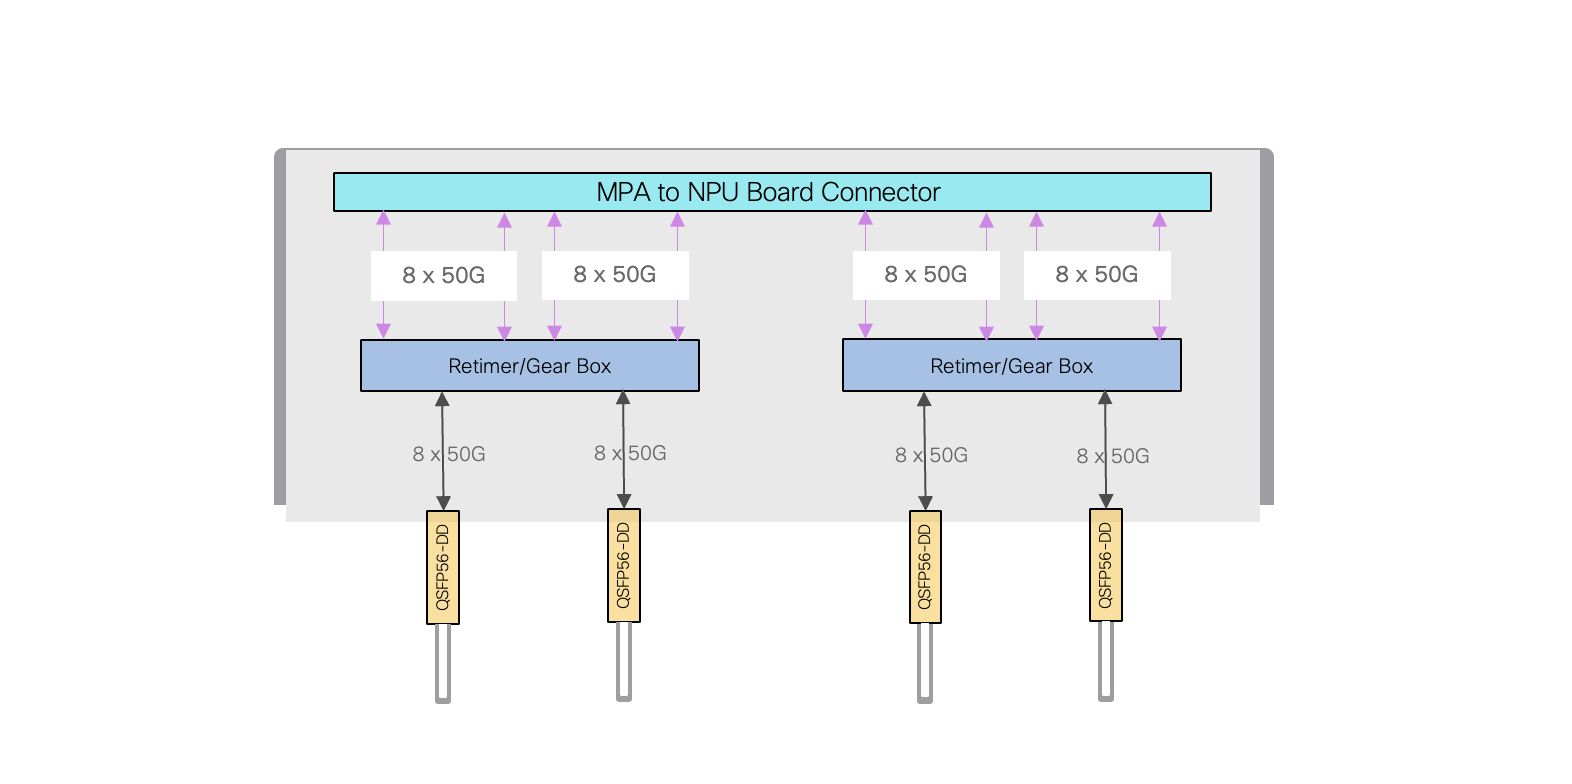 MPA to NPU Board Connector
8 x 50G
8 x 50G
8 x 50G
8 x 50G
Retimer/Gear Box
Retimer/Gear Box
8 x 50G
8 x 50G
8 x 50G
8 x 50G
QSFP56-DD
QSFP56-DD
QSFP56-DD
QSFP56-DD